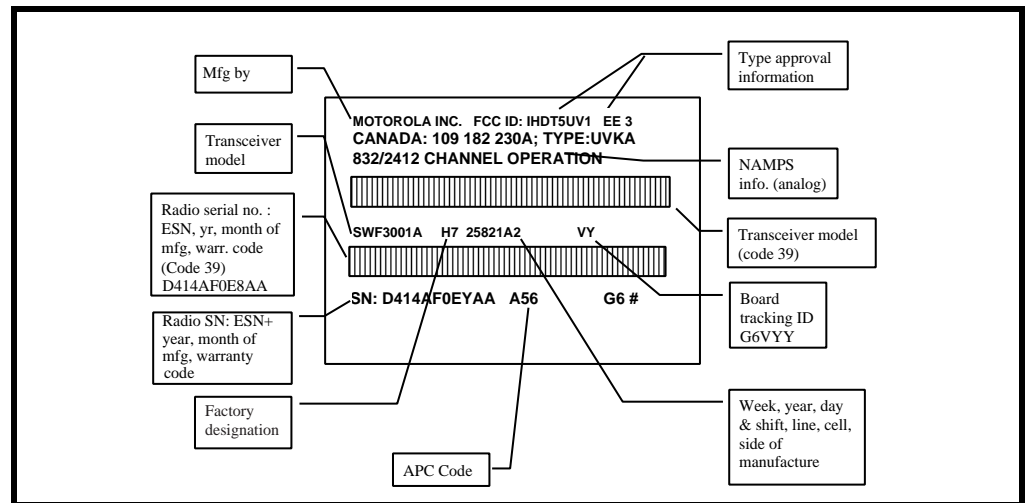 Mfg by
Type approval
information
MOTOROLA INC. FCC ID: IHDT5UV1 EE 3
CANADA: 109 182 230A; TYPE:UVKA
832/2412 CHANNEL OPERATION
Transceiver
model
NAMPS
info. (analog)
Radio serial no. :
ESN, yr, month of
mfg, warr. code
(Code 39)
D414AF0E8AA
SWF3001A H7 25821A2 VY
Transceiver model
(code 39)
SN: D414AF0EYAA A56 G6 #
Board
tracking ID
G6VYY
Radio SN: ESN+
year, month of
mfg, warranty
code
Factory
designation
Week, year, day
& shift, line, cell,
side of
manufacture
APC Code